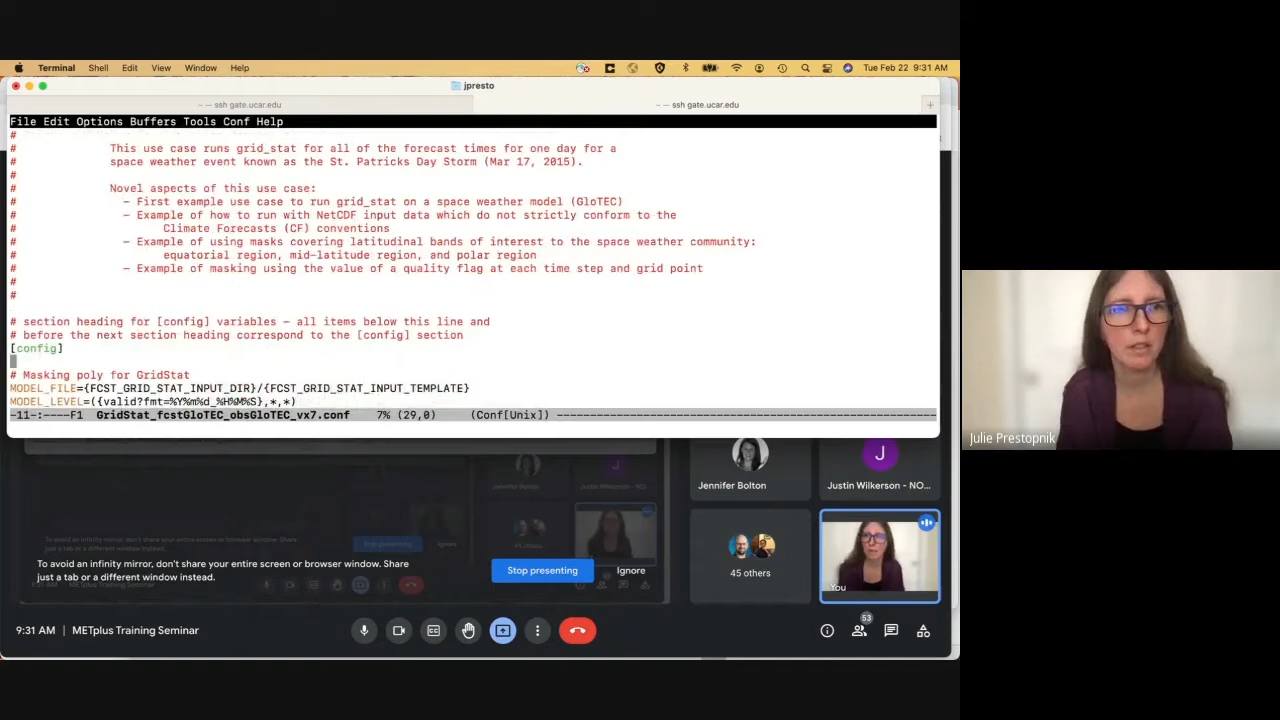 Terminal Shell Edit View Window Help Tue Feb 22 9:31 AM
jpresto
~ — ssh gate.ucar.edu ~ — ssh gate.ucar.edu +
File Edit Options Buffers Tools Conf Help
#
# This use case runs grid_stat for all of the forecast times for one day for a
# space weather event known as the St. Patricks Day Storm (Mar 17, 2015).
#
# Novel aspects of this use case:
# – First example use case to run grid_stat on a space weather model (GloTEC)
# – Example of how to run with NetCDF input data which do not strictly conform to the
# Climate Forecasts (CF) conventions
# – Example of using masks covering latitudinal bands of interest to the space weather community:
# equatorial region, mid-latitude region, and polar region
# – Example of masking using the value of a quality flag at each time step and grid point
#
#
# section heading for [config] variables – all items below this line and
# before the next section heading correspond to the [config] section
[config]
# Masking poly for GridStat
MODEL_FILE={FCST_GRID_STAT_INPUT_DIR}/{FCST_GRID_STAT_INPUT_TEMPLATE}
MODEL_LEVEL=({valid?fmt=%Y%m%d_%H%M%S},*,*)
-11-:----F1 GridStat_fcstGloTEC_obsGloTEC_vx7.conf 7% (29,0) (Conf[Unix])
Julie Prestopnik
Jennifer Bolton
J
Justin Wilkerson - NO...
To avoid an infinity mirror, don't share your entire screen or browser window. Share
just a tab or a different window instead.
Stop presenting Ignore
45 others
You
9:31 AM | METplus Training Seminar
53